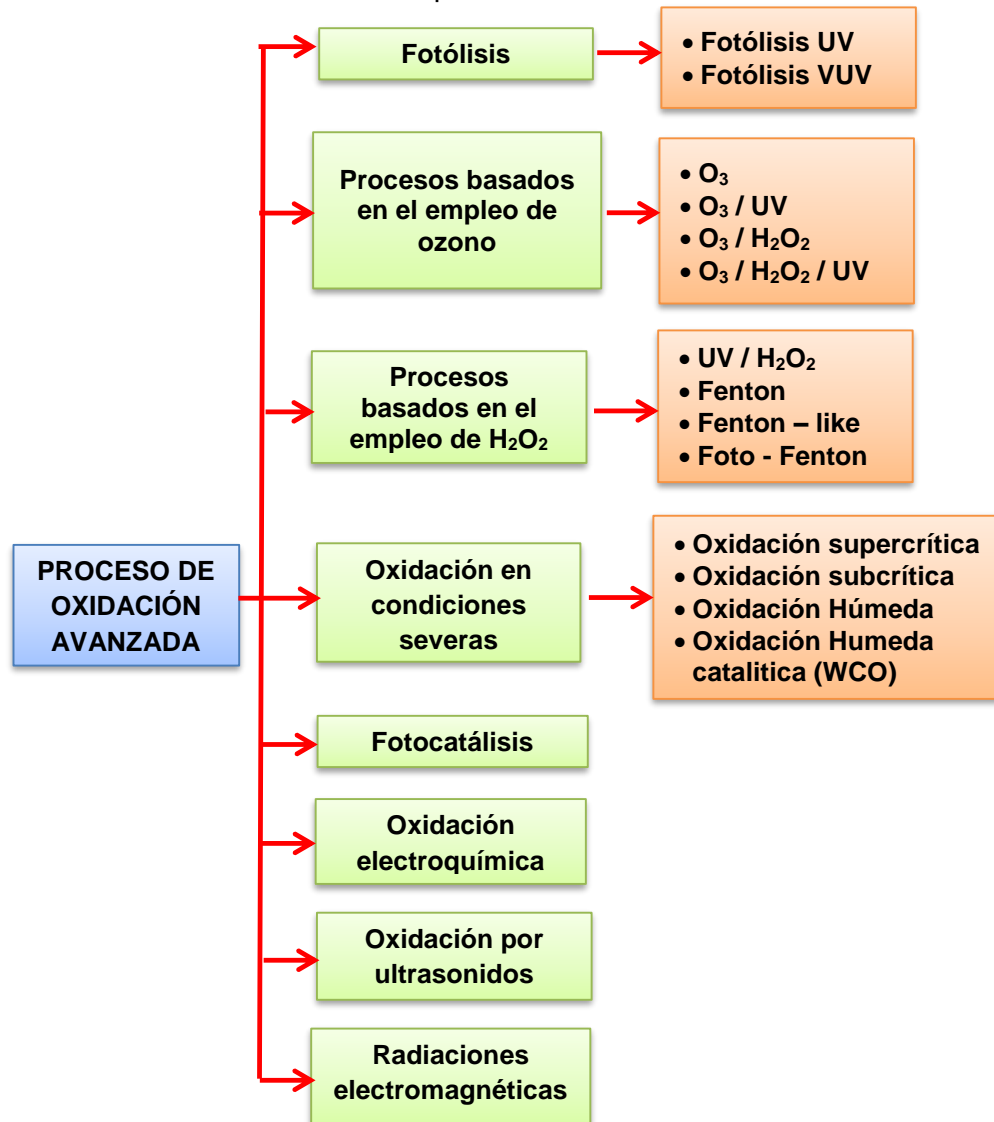 Fotólisis
• Fotólisis UV
• Fotólisis VUV
Procesos basados
en el empleo de
ozono
• O₃
• O₃ / UV
• O₃ / H₂O₂
• O₃ / H₂O₂ / UV
Procesos
basados en el
empleo de H₂O₂
• UV / H₂O₂
• Fenton
• Fenton – like
• Foto - Fenton
PROCESO DE
OXIDACIÓN
AVANZADA
Oxidación en
condiciones
severas
• Oxidación supercrítica
• Oxidación subcrítica
• Oxidación Húmeda
• Oxidación Humeda
catalitica (WCO)
Fotocatálisis
Oxidación
electroquímica
Oxidación por
ultrasonidos
Radiaciones
electromagnéticas